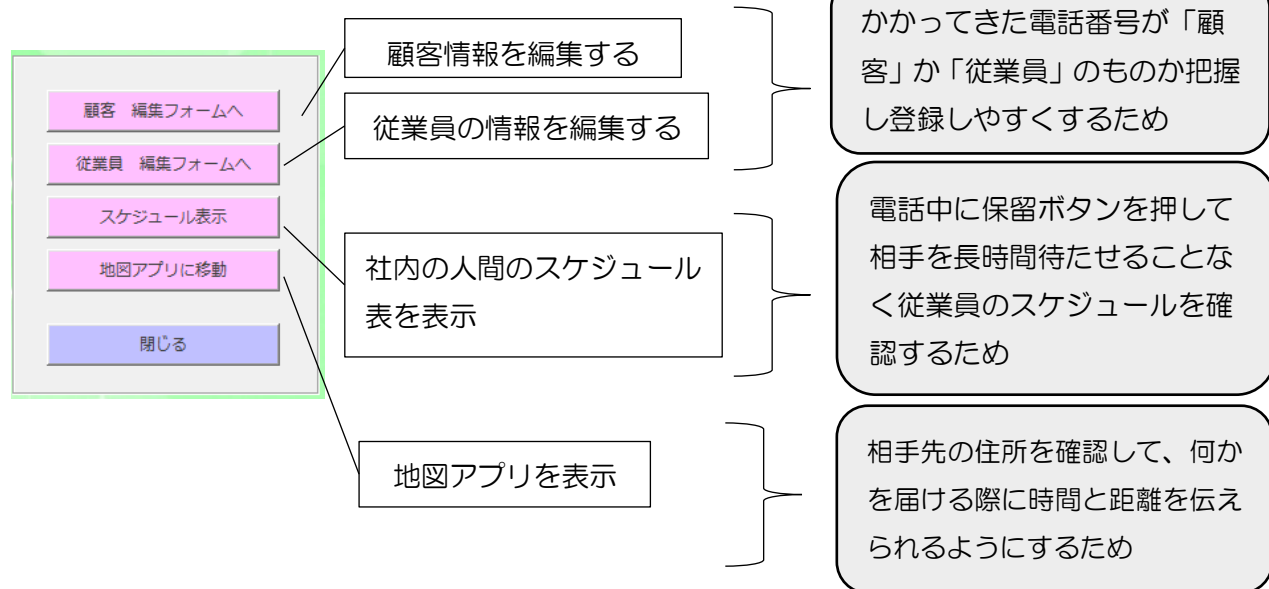 顧客　編集フォームへ
従業員　編集フォームへ
スケジュール表示
地図アプリに移動
閉じる
顧客情報を編集する
従業員の情報を編集する
社内の人間のスケジュール
表を表示
地図アプリを表示
かかってきた電話番号が「顧
客」か「従業員」のものか把握
し登録しやすくするため
電話中に保留ボタンを押して
相手を長時間待たせることな
く従業員のスケジュールを確
認するため
相手先の住所を確認して、何か
を届ける際に時間と距離を伝え
られるようにするため